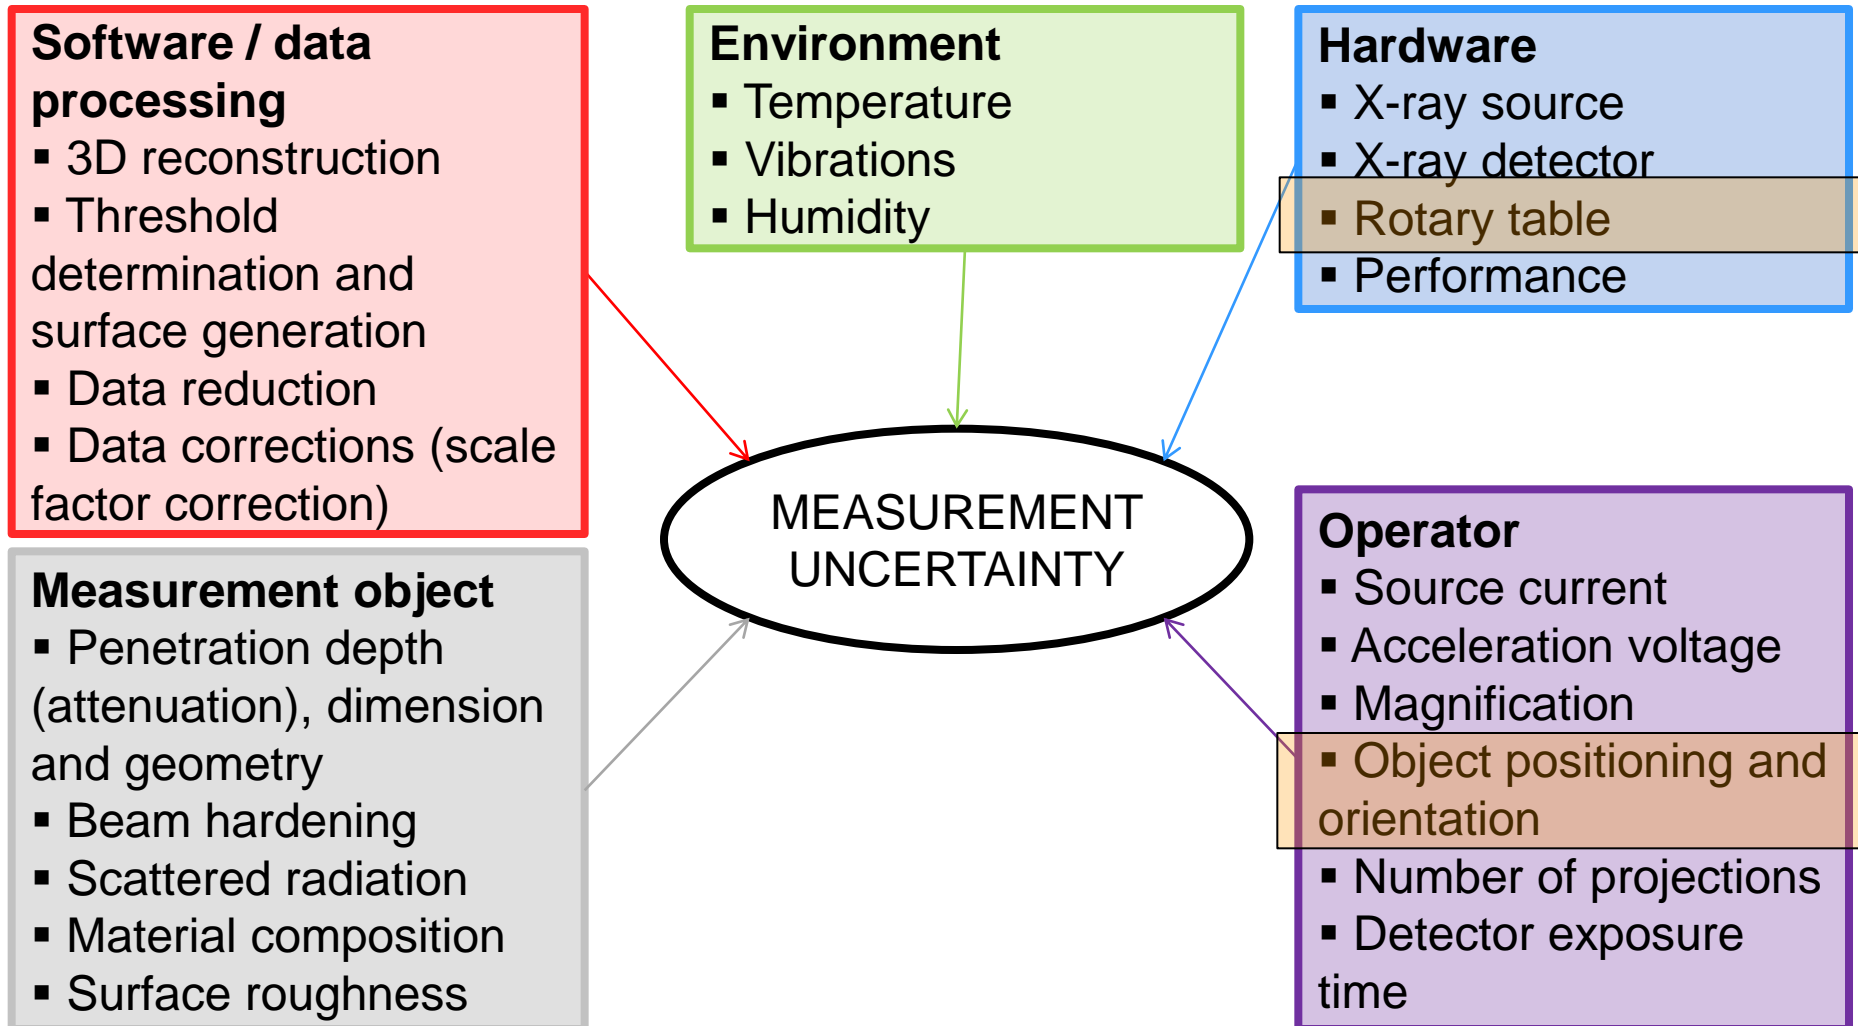 Software / data
processing
▪ 3D reconstruction
▪ Threshold
determination and
surface generation
▪ Data reduction
▪ Data corrections (scale
factor correction)
Environment
▪ Temperature
▪ Vibrations
▪ Humidity
Hardware
▪ X-ray source
▪ X-ray detector
▪ Rotary table
▪ Performance
MEASUREMENT
UNCERTAINTY
Measurement object
▪ Penetration depth
(attenuation), dimension
and geometry
▪ Beam hardening
▪ Scattered radiation
▪ Material composition
▪ Surface roughness
Operator
▪ Source current
▪ Acceleration voltage
▪ Magnification
▪ Object positioning and
orientation
▪ Number of projections
▪ Detector exposure
time